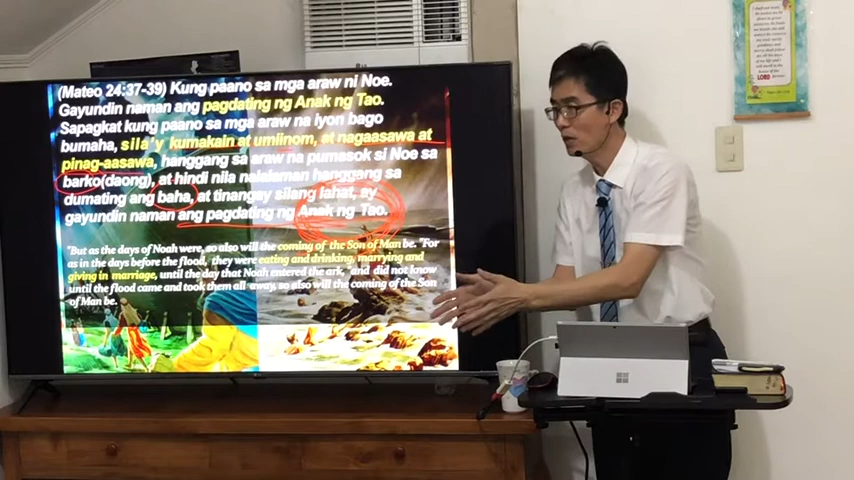 (Mateo 24:37-39) Kung paano sa mga araw ni Noe.
Gayundin naman ang pagdating ng Anak ng Tao.
Sapagkat kung paano sa mga araw na iyon bago
bumaha, sila'y kumakain at umiinom, at nagaasawa at
pinag-aasawa, hanggang sa araw na pumasok si Noe sa
barko(daong), at hindi nila nalalaman hanggang sa
dumating ang baha, at tinangay silang lahat, ay
gayundin naman ang pagdating ng Anak ng Tao.
"But as the days of Noah were, so also will the coming of the Son of Man be. "For
as in the days before the flood, they were eating and drinking, marrying and
giving in marriage, until the day that Noah entered the ark, "and did not know
until the flood came and took them all away, so also will the coming of the Son
of Man be.
LORD